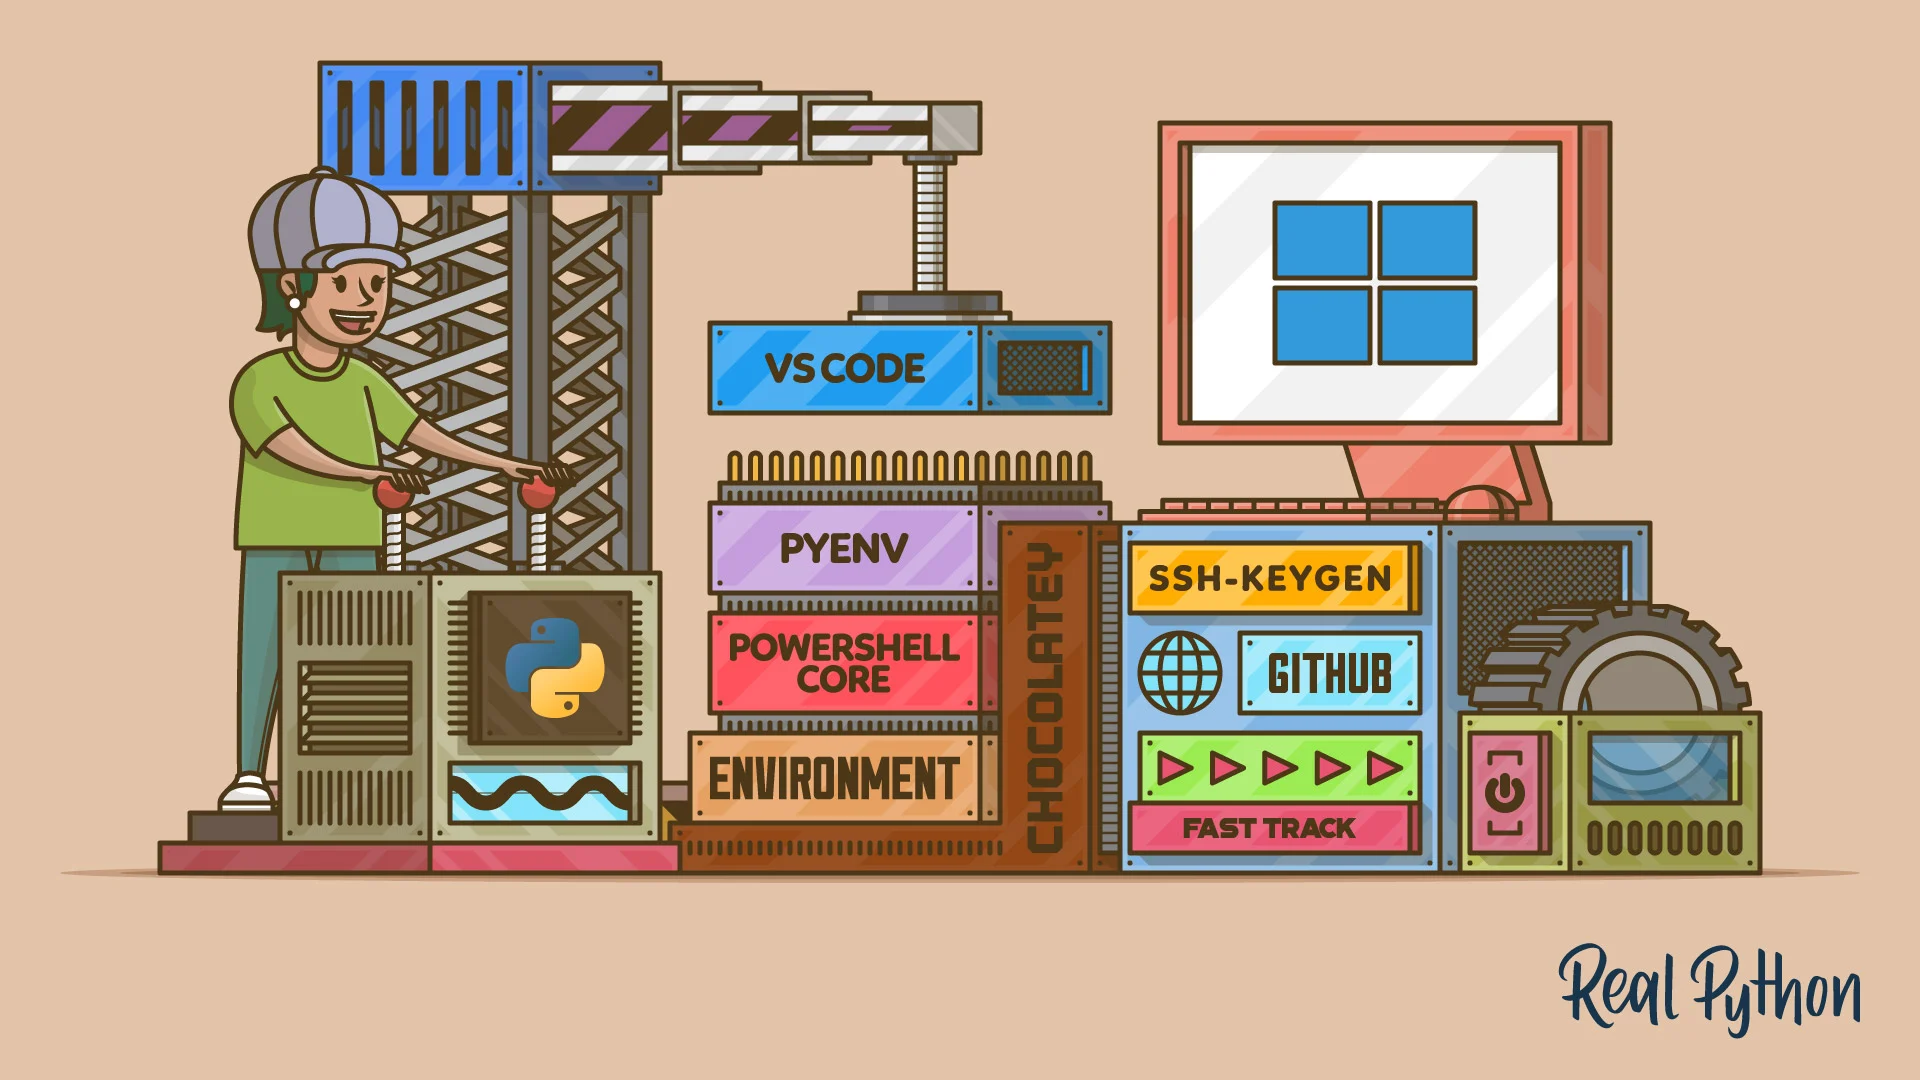 VS CODE
PYENV
POWERSHELL
CORE
ENVIRONMENT
CHOCOLATEY
SSH-KEYGEN
GITHUB
FAST TRACK
Real Python